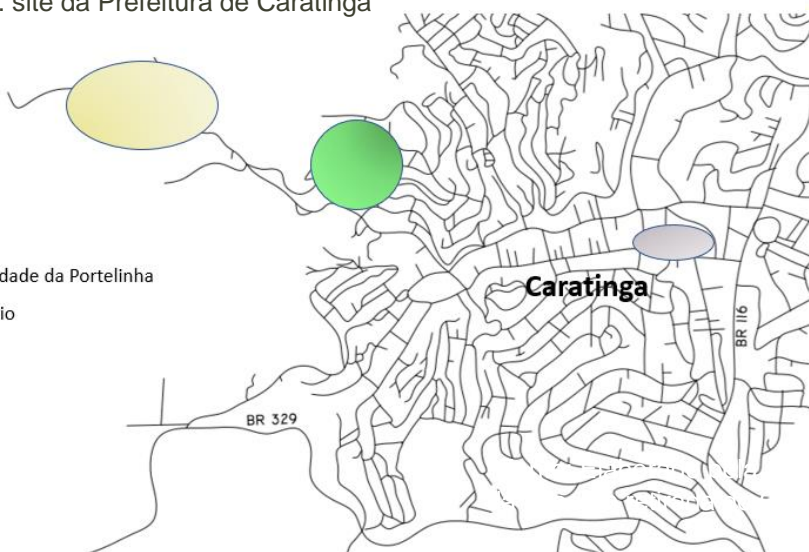 . site da Prefeitura de Caratinga
dade da Portelinha
Caratinga
io
BR 116
BR 329